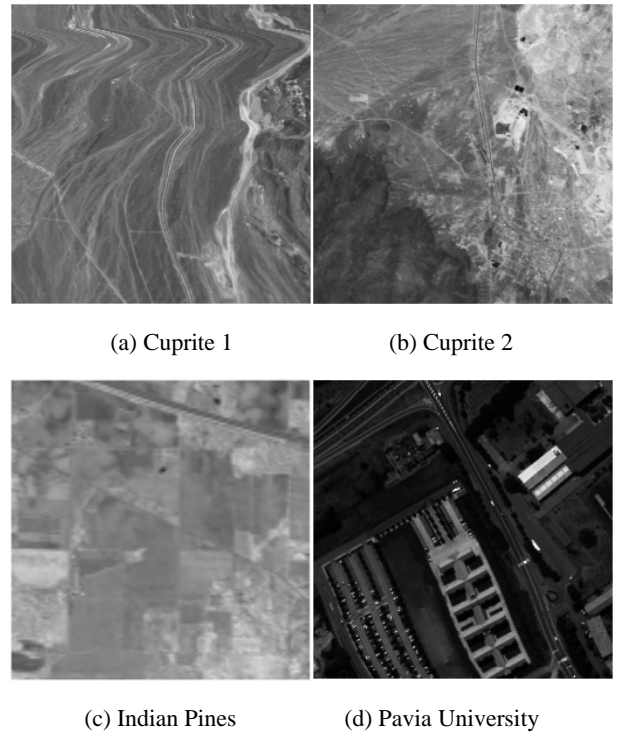 (a) Cuprite 1
(b) Cuprite 2
(c) Indian Pines
(d) Pavia University